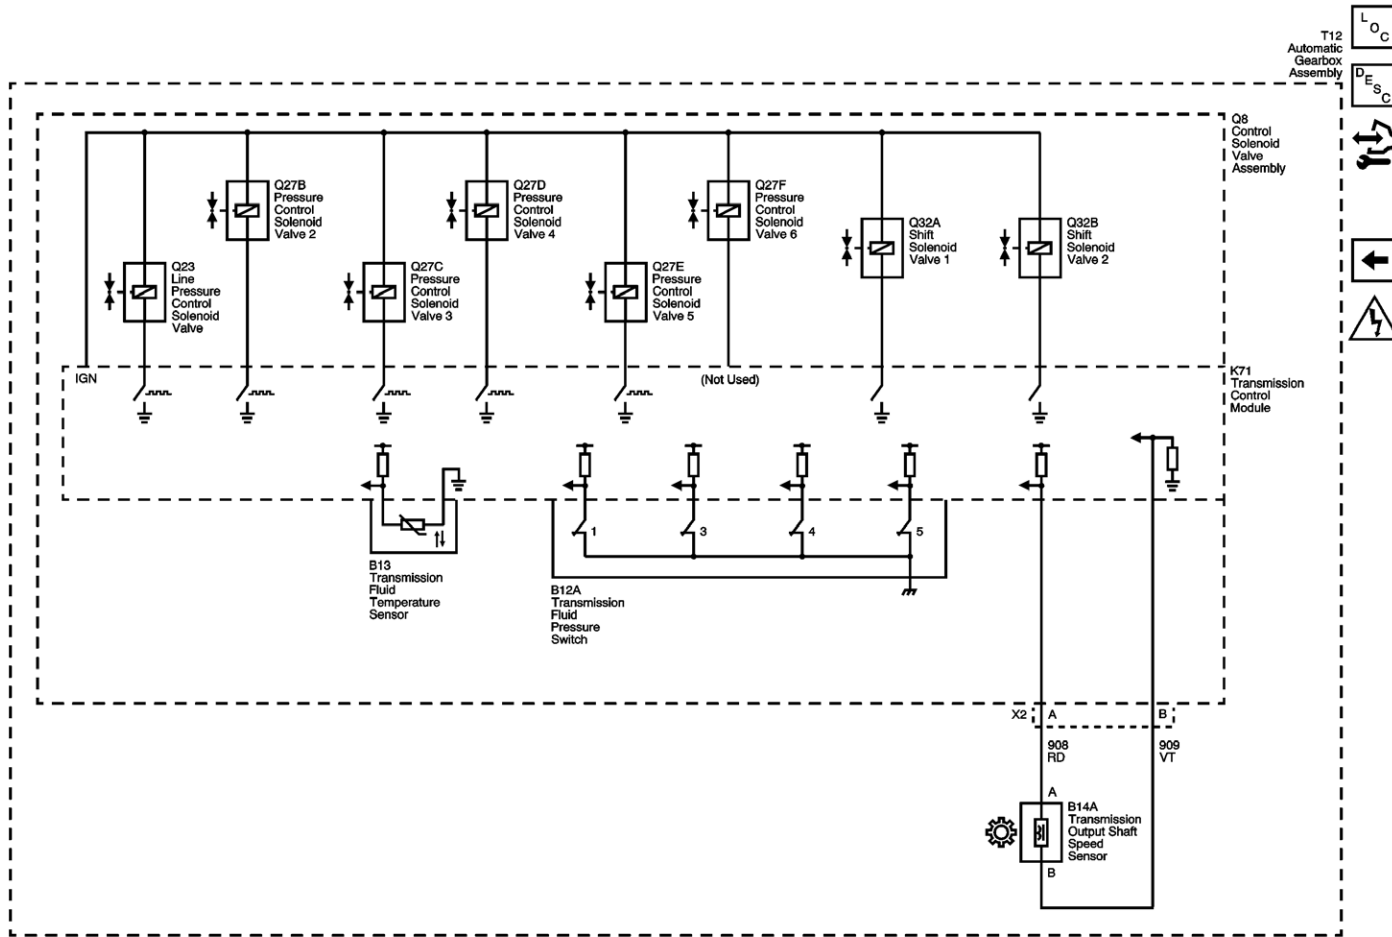 LOC
T12
Automatic
Gearbox
Assembly
DESC
Q8
Control
Solenoid
Valve
Assembly
Q27B
Pressure
Control
Solenoid
Valve 2
Q27D
Pressure
Control
Solenoid
Valve 4
Q27F
Pressure
Control
Solenoid
Valve 6
Q32A
Shift
Solenoid
Valve 1
Q32B
Shift
Solenoid
Valve 2
Q23
Line
Pressure
Control
Solenoid
Valve
Q27C
Pressure
Control
Solenoid
Valve 3
Q27E
Pressure
Control
Solenoid
Valve 5
IGN
(Not Used)
K71
Transmission
Control
Module
1
3
4
5
B13
Transmission
Fluid
Temperature
Sensor
B12A
Transmission
Fluid
Pressure
Switch
X2
A
B
908
RD
909
VT
A
B14A
Transmission
Output Shaft
Speed
Sensor
B